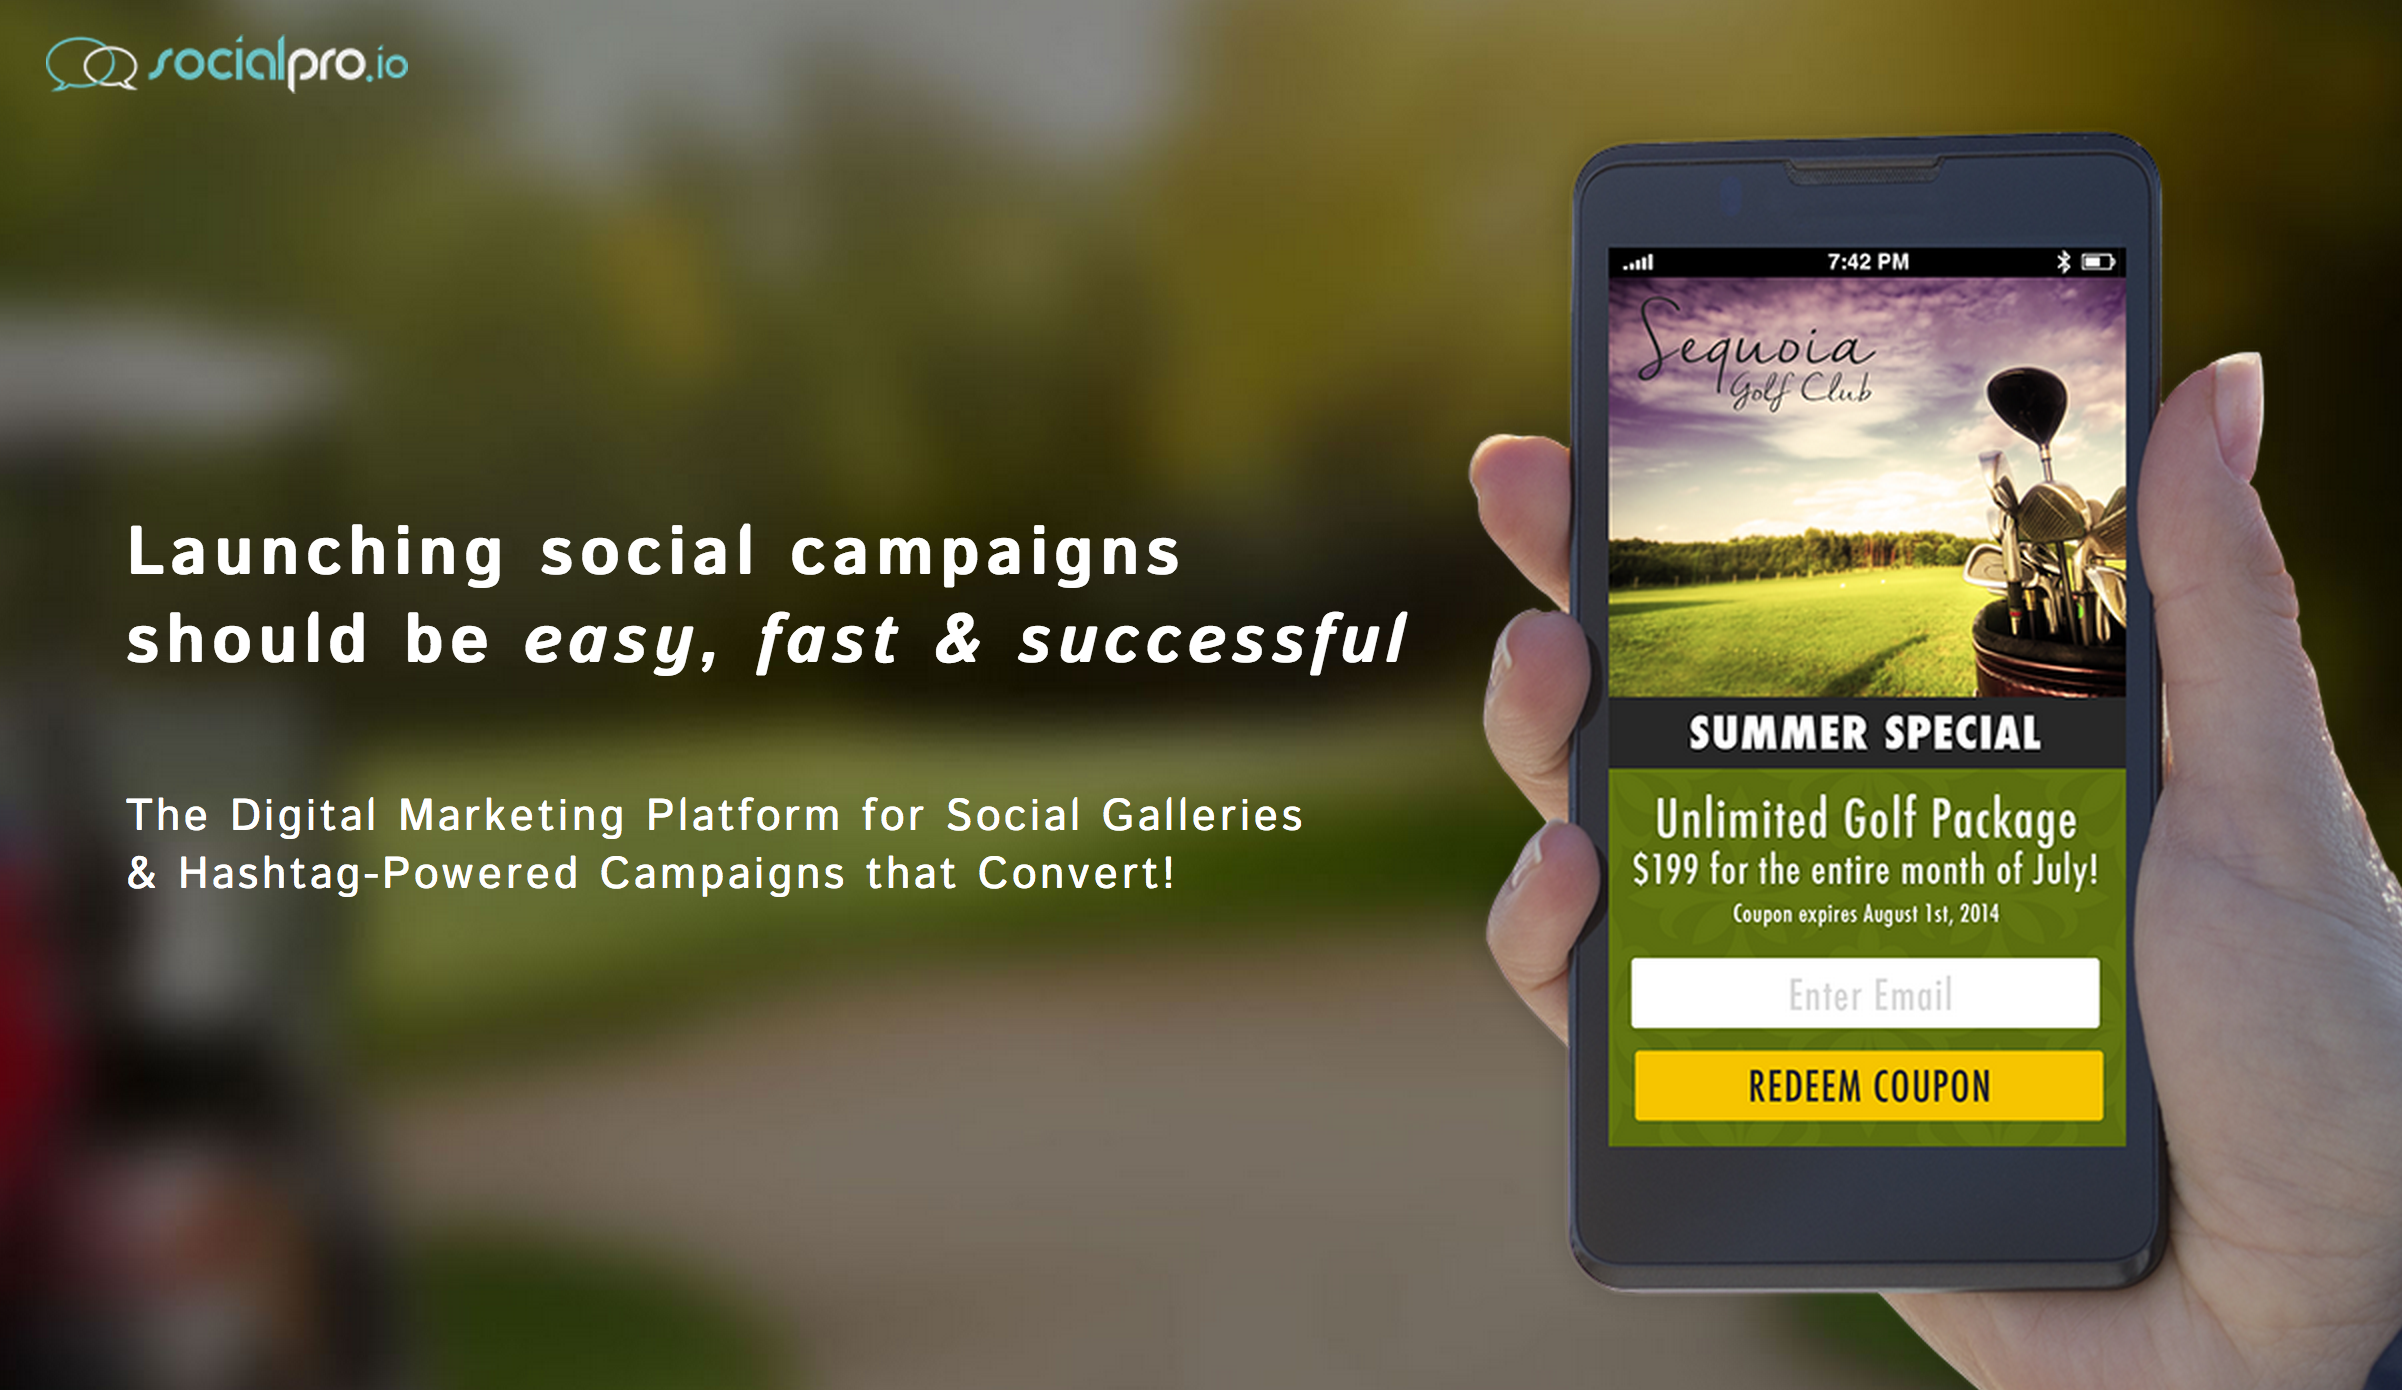 socialpro.io
Launching social campaigns
should be easy, fast & successful
The Digital Marketing Platform for Social Galleries
& Hashtag-Powered Campaigns that Convert!
7:42 PM
Sequoia
Golf Club
SUMMER SPECIAL
Unlimited Golf Package
$199 for the entire month of July!
Coupon expires August 1st, 2014
Enter Email
REDEEM COUPON